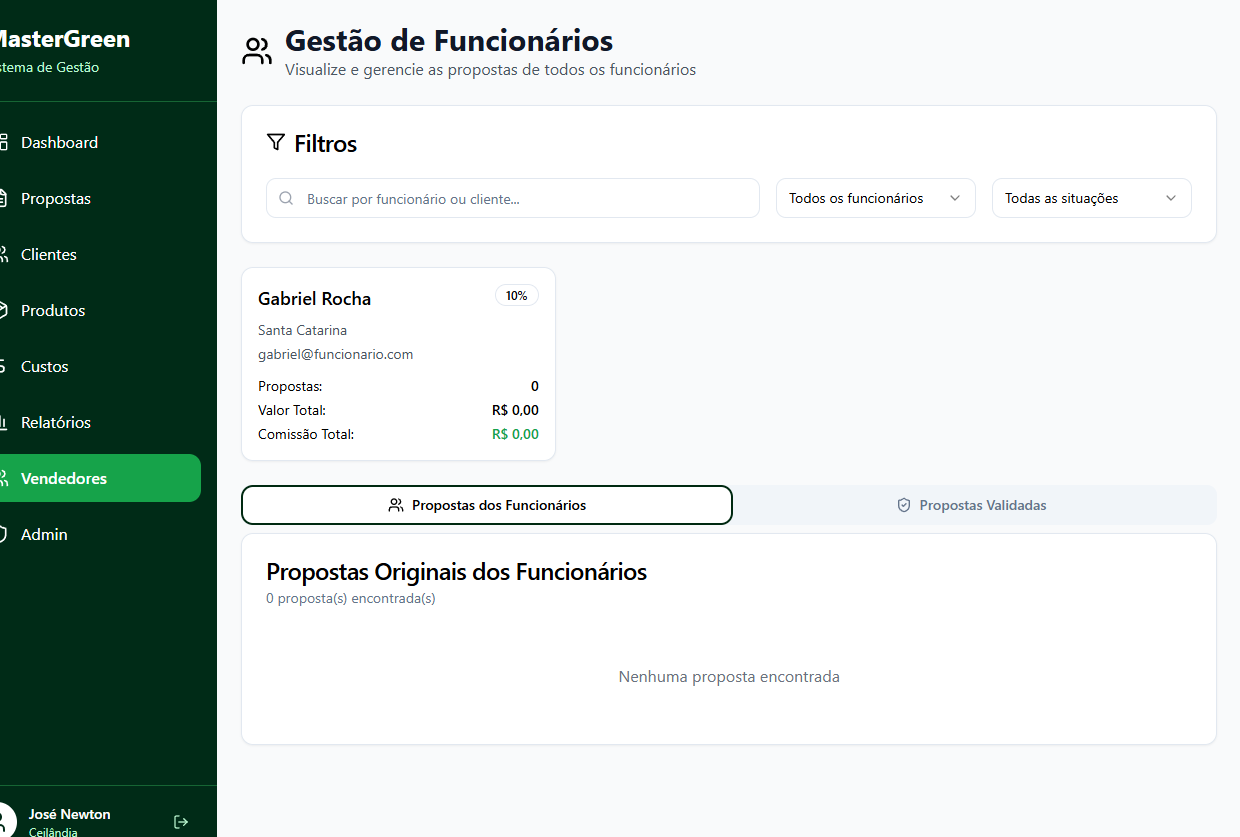 MasterGreen
stema de Gestão
Dashboard
Propostas
Clientes
Produtos
Custos
Relatórios
Vendedores
Admin
José Newton
Ceilândia
Gestão de Funcionários
Visualize e gerencie as propostas de todos os funcionários
Filtros
Buscar por funcionário ou cliente...
Todos os funcionários
Todas as situações
Gabriel Rocha
10%
Santa Catarina
gabriel@funcionario.com
Propostas: 0
Valor Total: R$ 0,00
Comissão Total: R$ 0,00
Propostas dos Funcionários
Propostas Validadas
Propostas Originais dos Funcionários
0 proposta(s) encontrada(s)
Nenhuma proposta encontrada